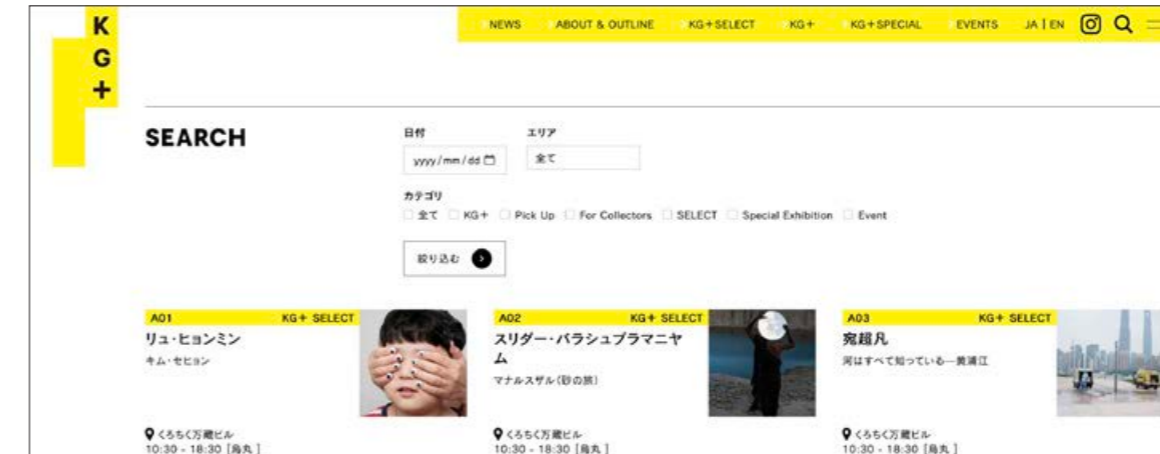 K
G
+
NEWS ABOUT & OUTLINE KG+SELECT KG+ KG+SPECIAL EVENTS JA | EN
SEARCH
日付 エリア
yyyy/mm/dd 全て
カテゴリ
全て KG+ Pick Up For Collectors SELECT Special Exhibition Event
絞り込む
A01 KG+ SELECT
リュ・ヒョンミン
キム・セヒョン
くろちく万蔵ビル
10:30 - 18:30 [烏丸]
A02 KG+ SELECT
スリダー・バラシュブラマニヤ
ム
マナルスザル(砂の旅)
くろちく万蔵ビル
10:30 - 18:30 [烏丸]
A03 KG+ SELECT
宛超凡
河はすべて知っている—黄浦江
くろちく万蔵ビル
10:30 - 18:30 [烏丸]